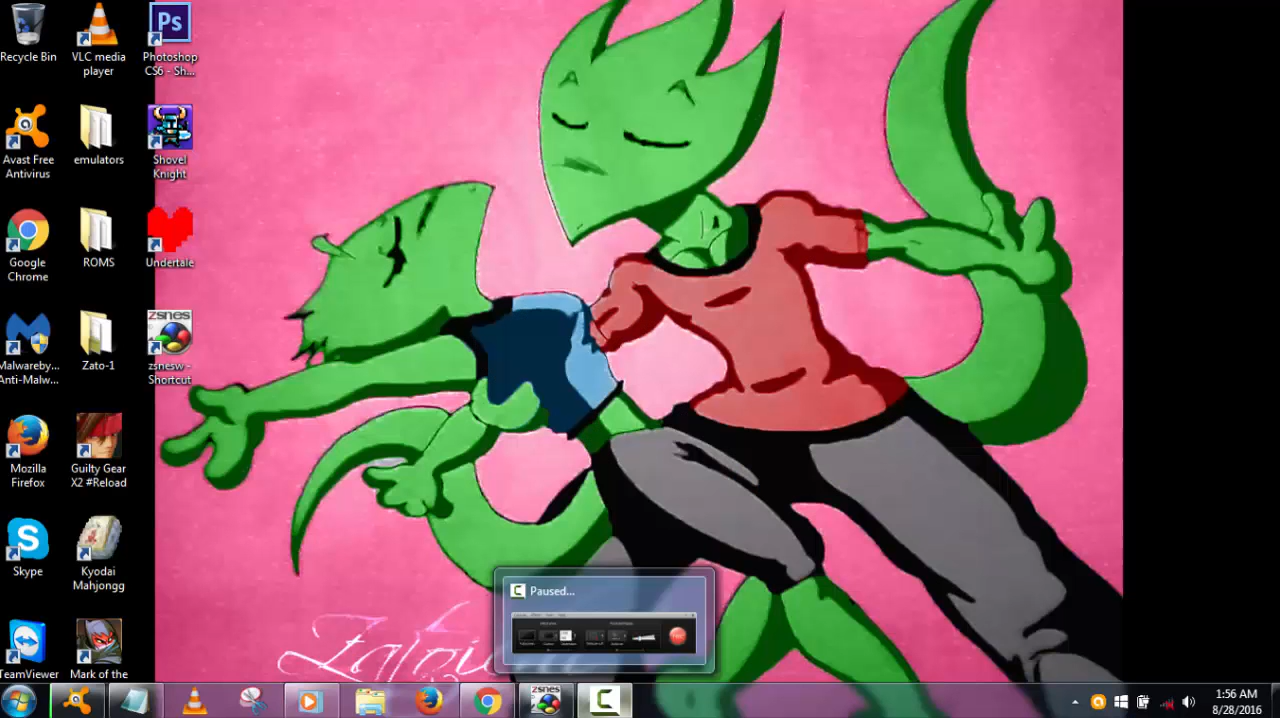 Recycle Bin
VLC media
player
Ps
Photoshop
CS6 - Sh...
Avast Free
Antivirus
emulators
Shovel
Knight
Google
Chrome
ROMS
Undertale
Malwareby...
Anti-Malw...
Zato-1
zsnes
zsnesw -
Shortcut
Mozilla
Firefox
Guilty Gear
X2 #Reload
Skype
Kyodai
Mahjongg
TeamViewer
Mark of the
Paused...
zsnes
1:56 AM
8/28/2016